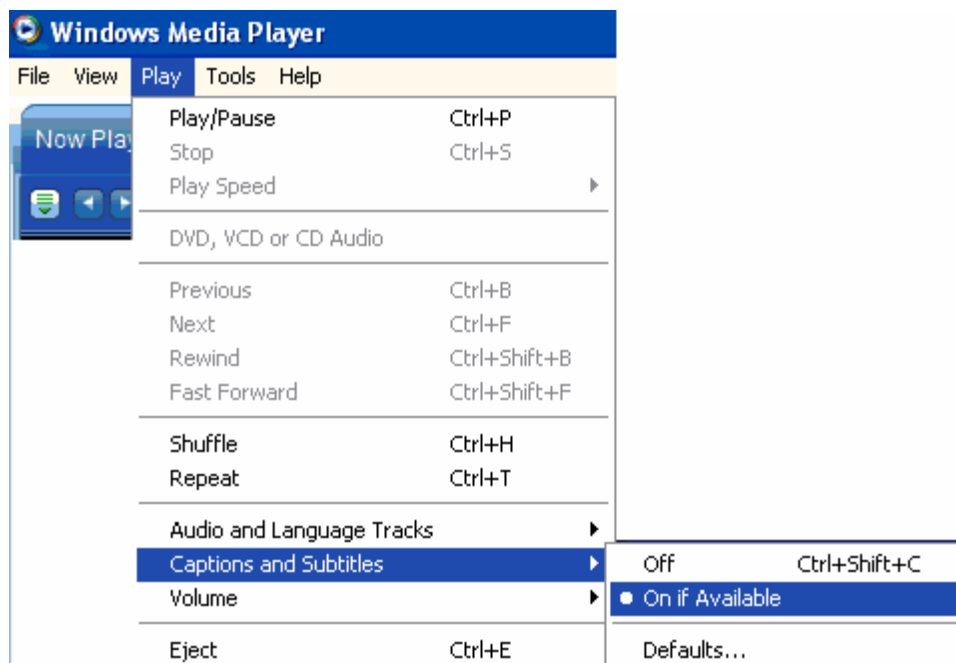 Windows Media Player
File View Play Tools Help
Now Pla
Play/Pause Ctrl+P
Stop Ctrl+S
Play Speed
DVD, VCD or CD Audio
Previous Ctrl+B
Next Ctrl+F
Rewind Ctrl+Shift+B
Fast Forward Ctrl+Shift+F
Shuffle Ctrl+H
Repeat Ctrl+T
Audio and Language Tracks
Captions and Subtitles
Off Ctrl+Shift+C
Volume
On if Available
Eject Ctrl+E
Defaults...